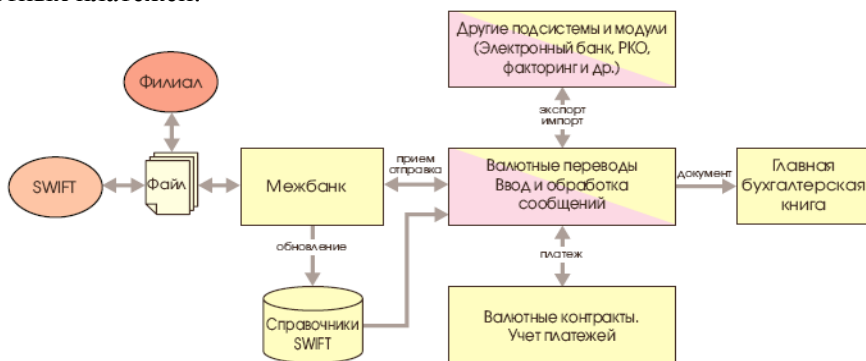 Другие подсистемы и модули
(Электронный банк, РКО,
факторинг и др.)
Филиал
экспорт
импорт
SWIFT
Файл
Межбанк
прием
отправка
Валютные переводы
Ввод и обработка
сообщений
документ
Главная
бухгалтерская
книга
обновление
платеж
Справочники
SWIFT
Валютные контракты.
Учет платежей